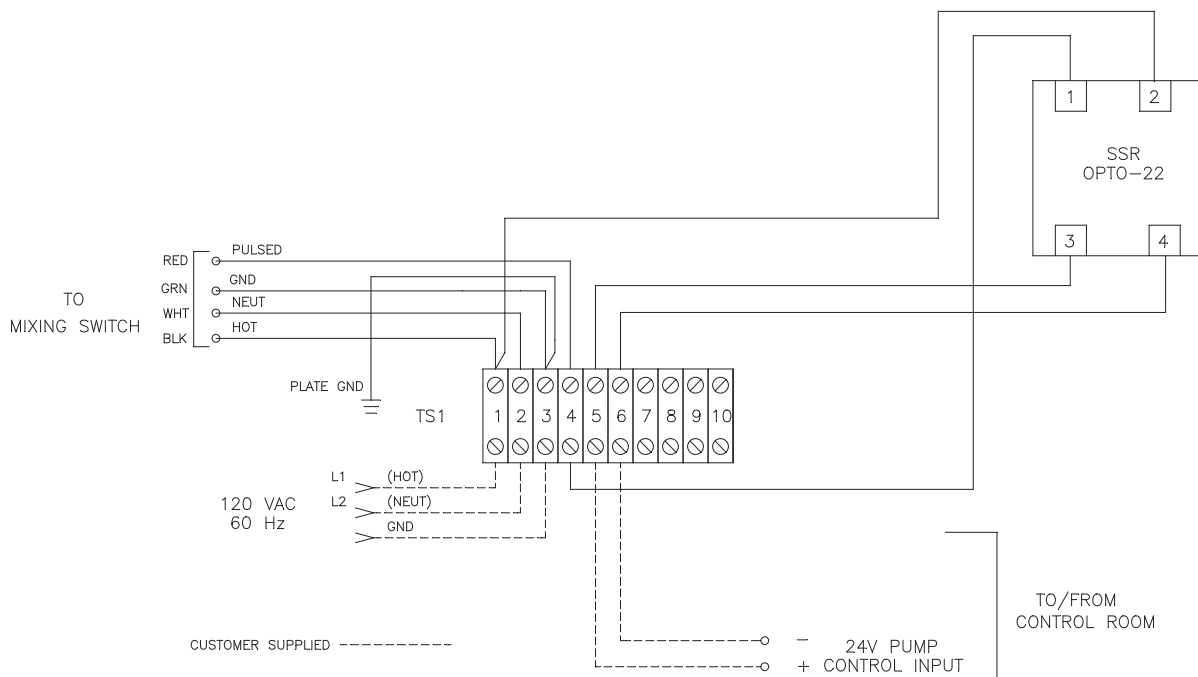 1
2
SSR
OPTO-22
3
4
RED
PULSED
GRN
GND
WHT
NEUT
BLK
HOT
TO
MIXING SWITCH
PLATE GND
TS1
1 2 3 4 5 6 7 8 9 10
L1 (HOT)
L2 (NEUT)
GND
120 VAC
60 Hz
CUSTOMER SUPPLIED
TO/FROM
CONTROL ROOM
- 24V PUMP
+ CONTROL INPUT